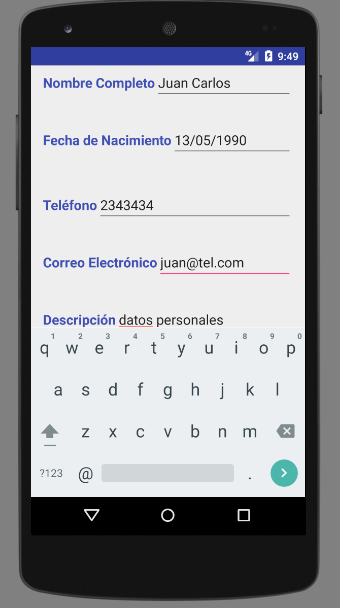 4G 9:49
Nombre Completo Juan Carlos
Fecha de Nacimiento 13/05/1990
Teléfono 2343434
Correo Electrónico juan@tel.com
Descripción datos personales
1 2 3 4 5 6 7 8 9 0
q w e r t y u i o p
a s d f g h j k l
z x c v b n m
?123 @ .